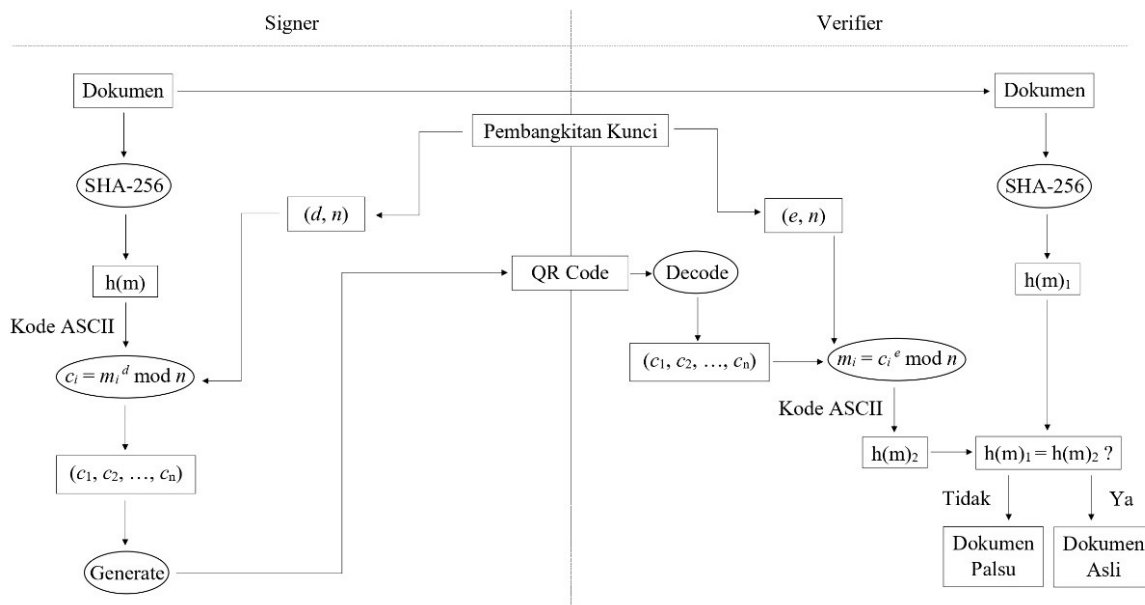 Signer
Verifier
Dokumen
Dokumen
Pembangkitan Kunci
SHA-256
SHA-256
(d, n)
(e, n)
h(m)
QR Code
Decode
h(m)₁
Kode ASCII
cᵢ = mᵢᵈ mod n
(c₁, c₂, …, cₙ)
mᵢ = cᵢᵉ mod n
Kode ASCII
(c₁, c₂, …, cₙ)
h(m)₂
h(m)₁ = h(m)₂ ?
Tidak
Ya
Generate
Dokumen
Palsu
Dokumen
Asli